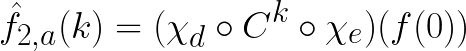 $\hat{f}_{2,a}(k) = (\chi_d \circ C^k \circ \chi_e)(f(0))$